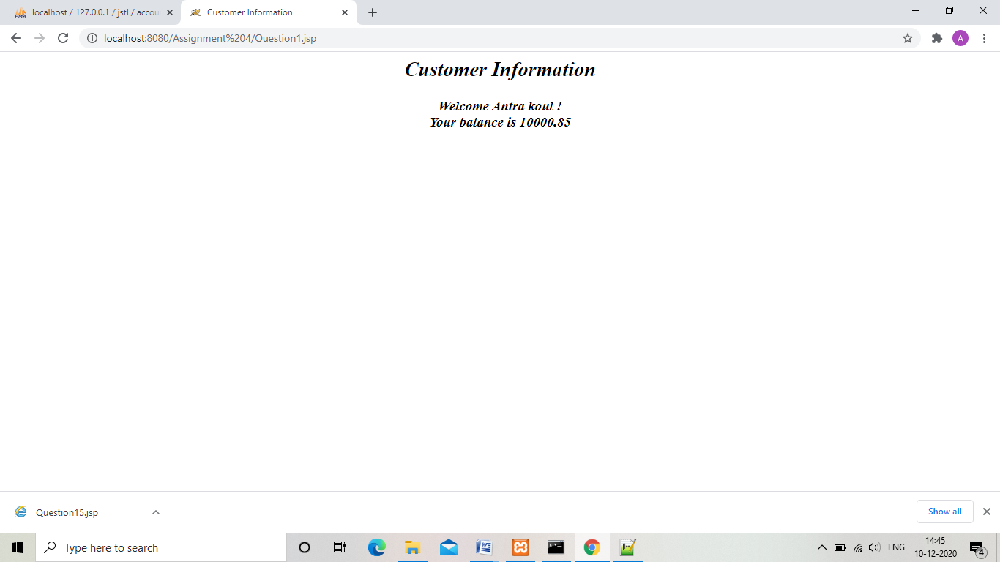 localhost / 127.0.0.1 / jstl / accou
Customer Information
localhost:8080/Assignment%204/Question1.jsp
A
Customer Information
Welcome Antra koul !
Your balance is 10000.85
Question15.jsp
Show all
Type here to search
ENG
14:45
10-12-2020
4